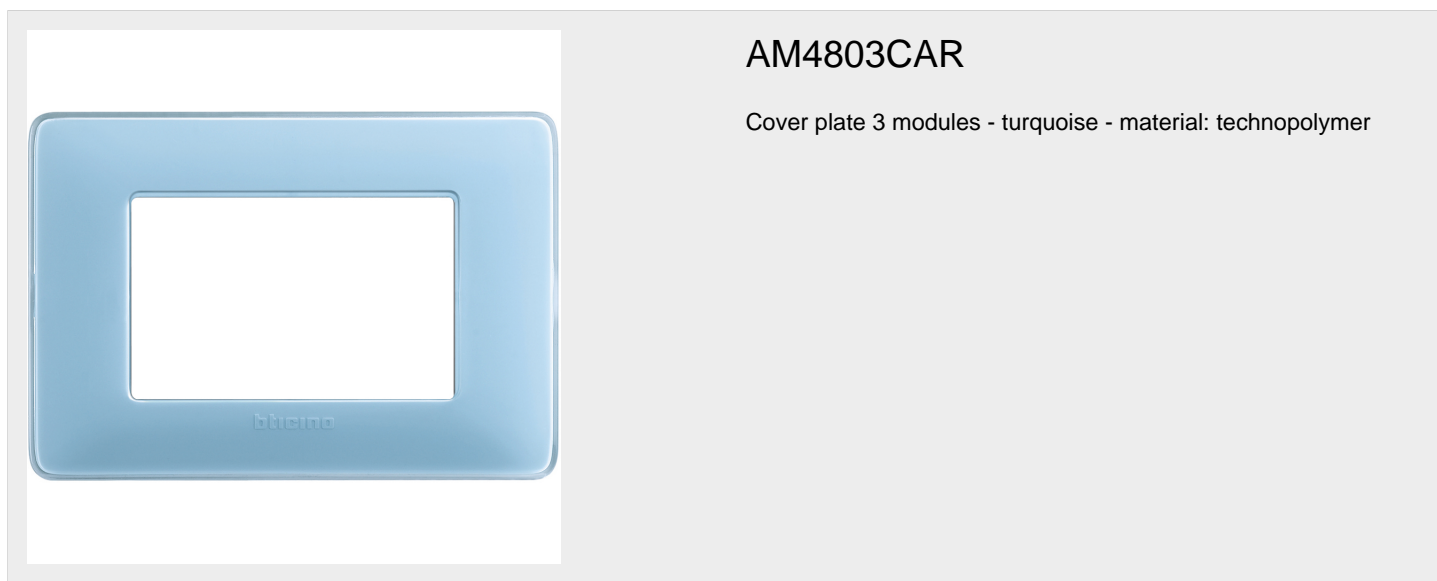 AM4803CAR
Cover plate 3 modules - turquoise - material: technopolymer
bticino